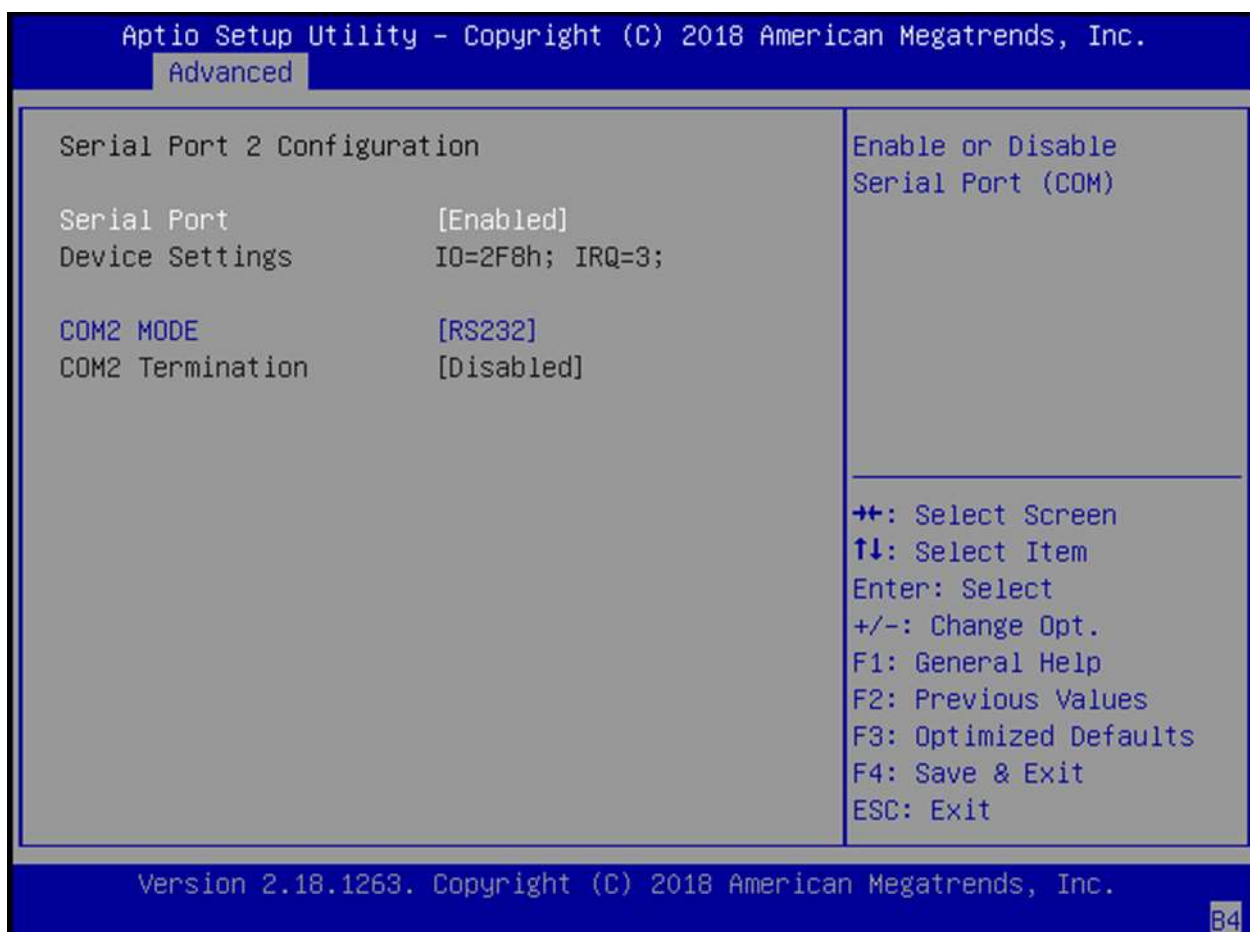 Aptio Setup Utility – Copyright (C) 2018 American Megatrends, Inc.
Advanced
Serial Port 2 Configuration
Serial Port [Enabled]
Device Settings IO=2F8h; IRQ=3;
COM2 MODE [RS232]
COM2 Termination [Disabled]
Enable or Disable
Serial Port (COM)
→←: Select Screen
↑↓: Select Item
Enter: Select
+/-: Change Opt.
F1: General Help
F2: Previous Values
F3: Optimized Defaults
F4: Save & Exit
ESC: Exit
Version 2.18.1263. Copyright (C) 2018 American Megatrends, Inc.
B4